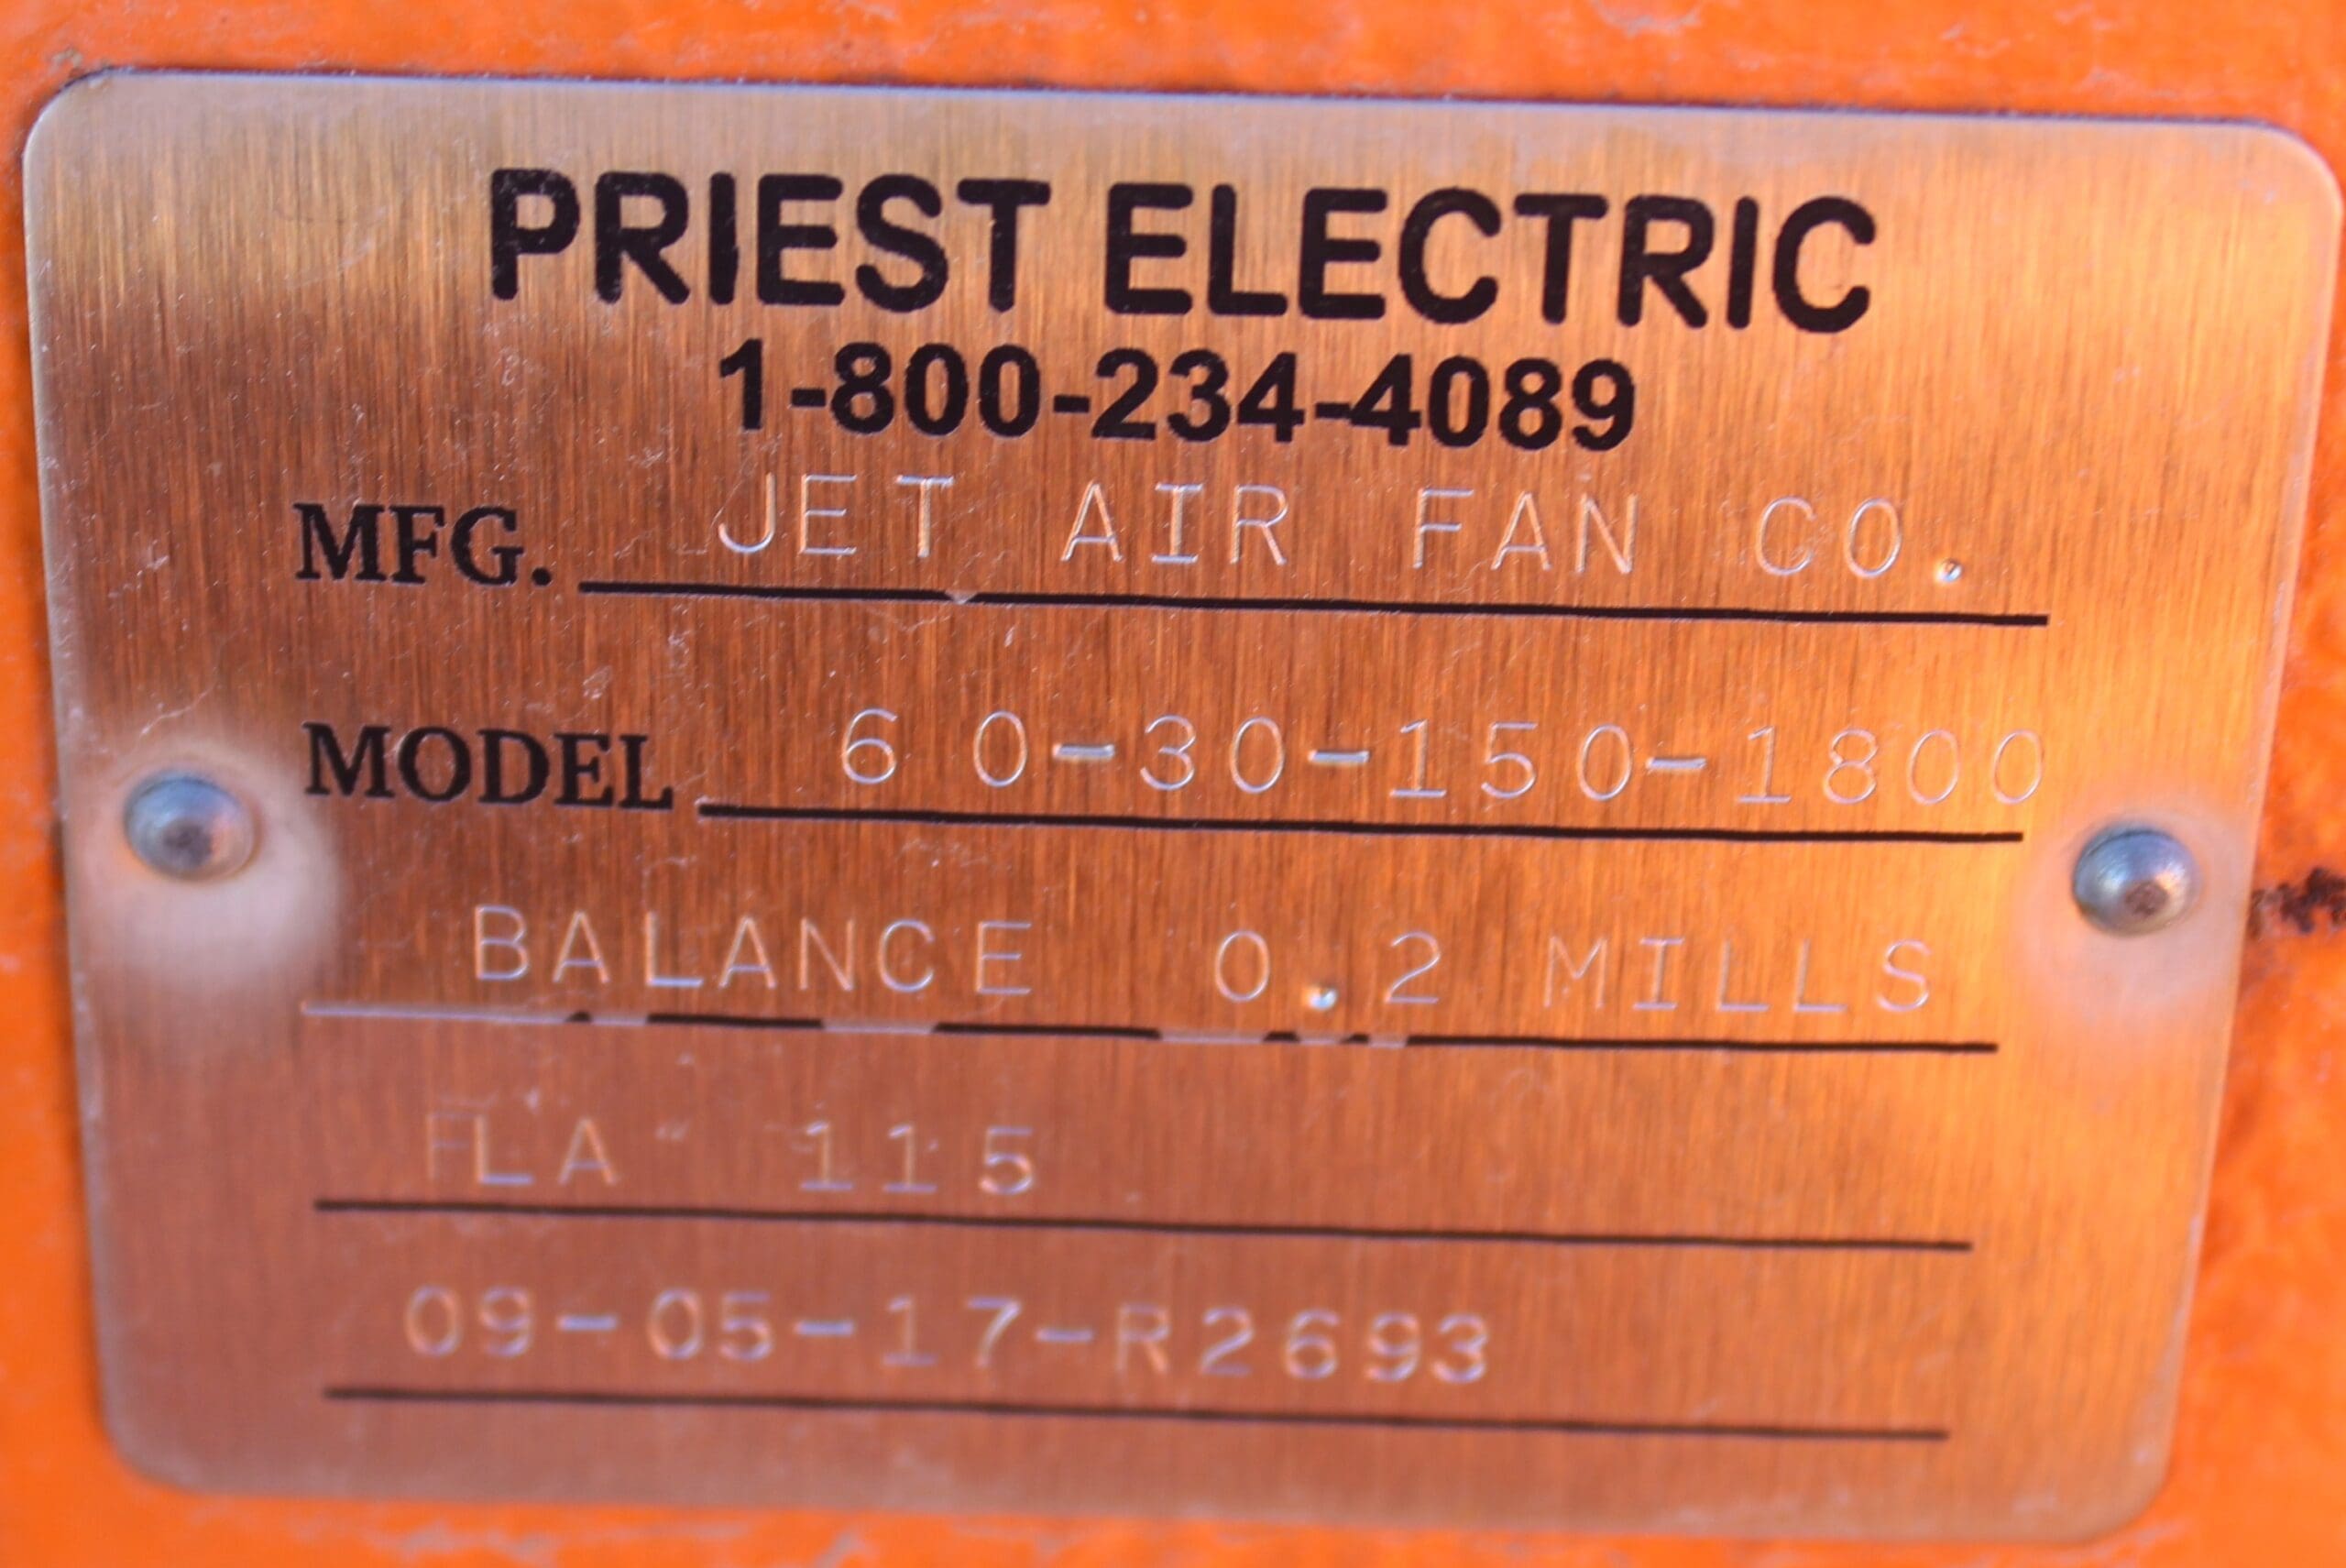 PRIEST ELECTRIC
1-800-234-4089
MFG. JET AIR FAN CO.
MODEL 60-30-150-1800
BALANCE 0.2 MILLS
FLA 115
09-05-17-R2693